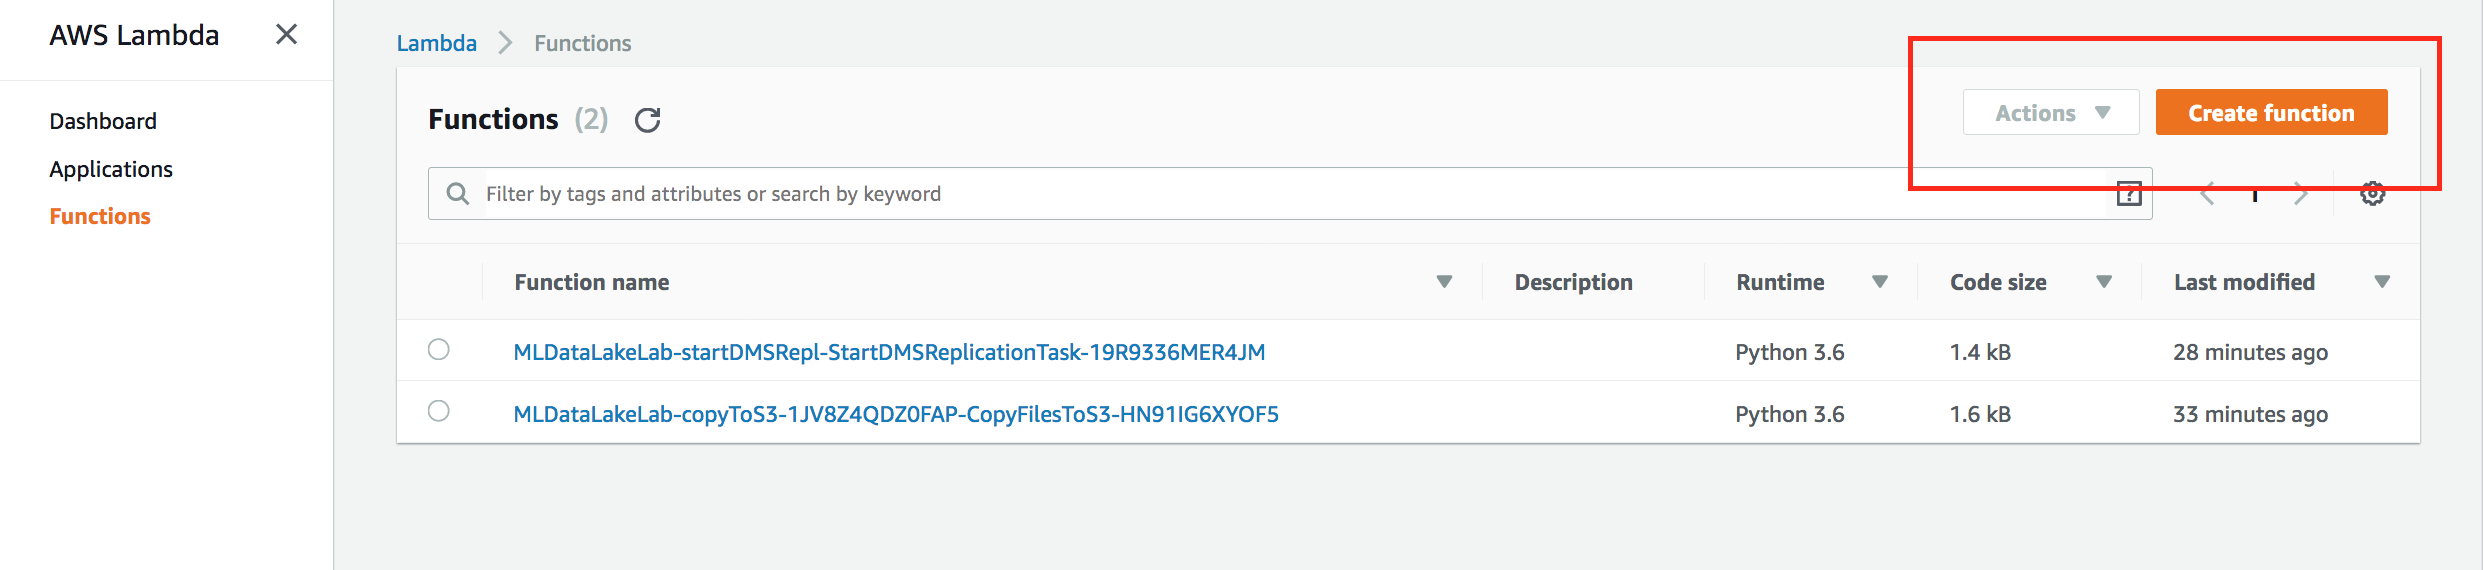 AWS Lambda
Dashboard
Applications
Functions
Lambda > Functions
Functions (2)
Actions
Create function
Filter by tags and attributes or search by keyword
?
1
Function name Description Runtime Code size Last modified
MLDataLakeLab-startDMSRepl-StartDMSReplicationTask-19R9336MER4JM Python 3.6 1.4 kB 28 minutes ago
MLDataLakeLab-copyToS3-1JV8Z4QDZ0FAP-CopyFilesToS3-HN91IG6XYOF5 Python 3.6 1.6 kB 33 minutes ago